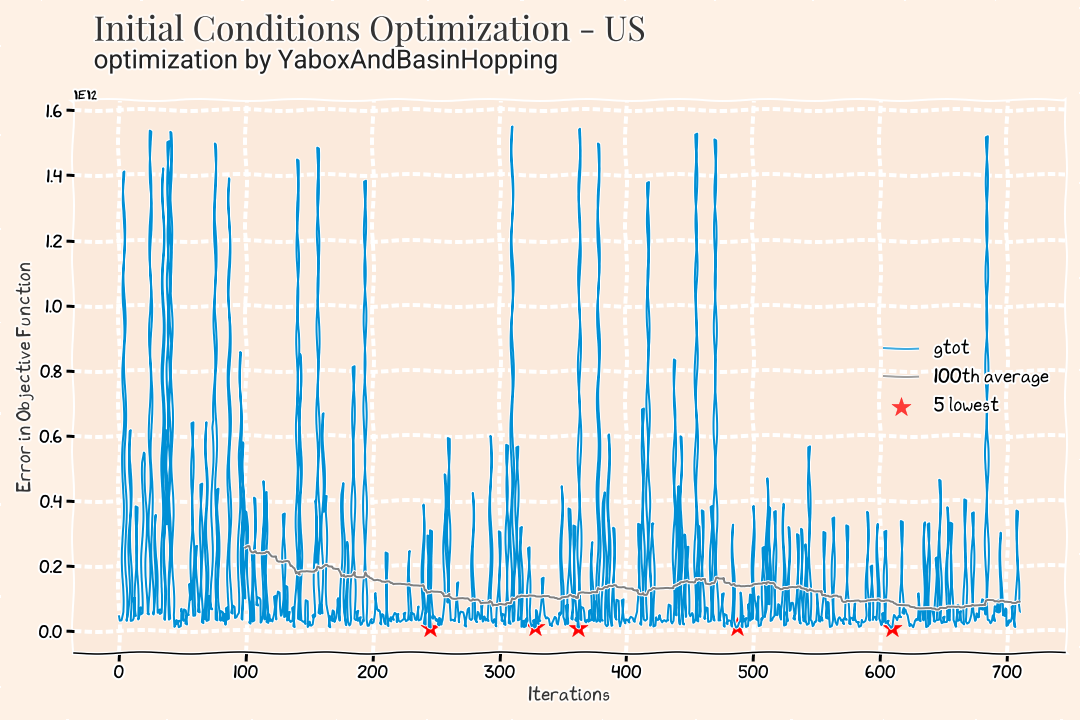 Initial Conditions Optimization - US
optimization by YaboxAndBasinHopping
1E12
1.6
1.4
1.2
1.0
0.8
0.6
0.4
0.2
0.0
Error in Objective Function
gtot
100th average
5 lowest
0 100 200 300 400 500 600 700
Iterations